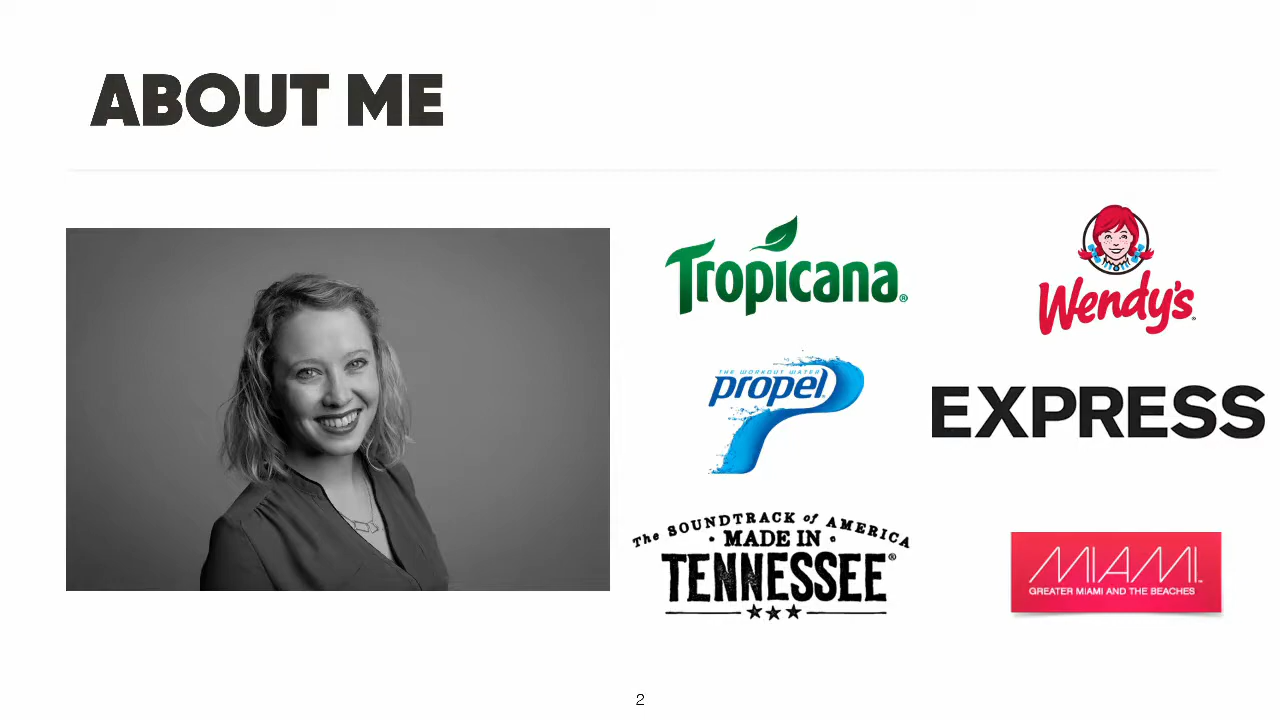 ABOUT ME
Tropicana®
Wendy's
THE WORKOUT WATER
propel
EXPRESS
The SOUNDTRACK of AMERICA
MADE IN
TENNESSEE®
MIAMI
GREATER MIAMI AND THE BEACHES
2